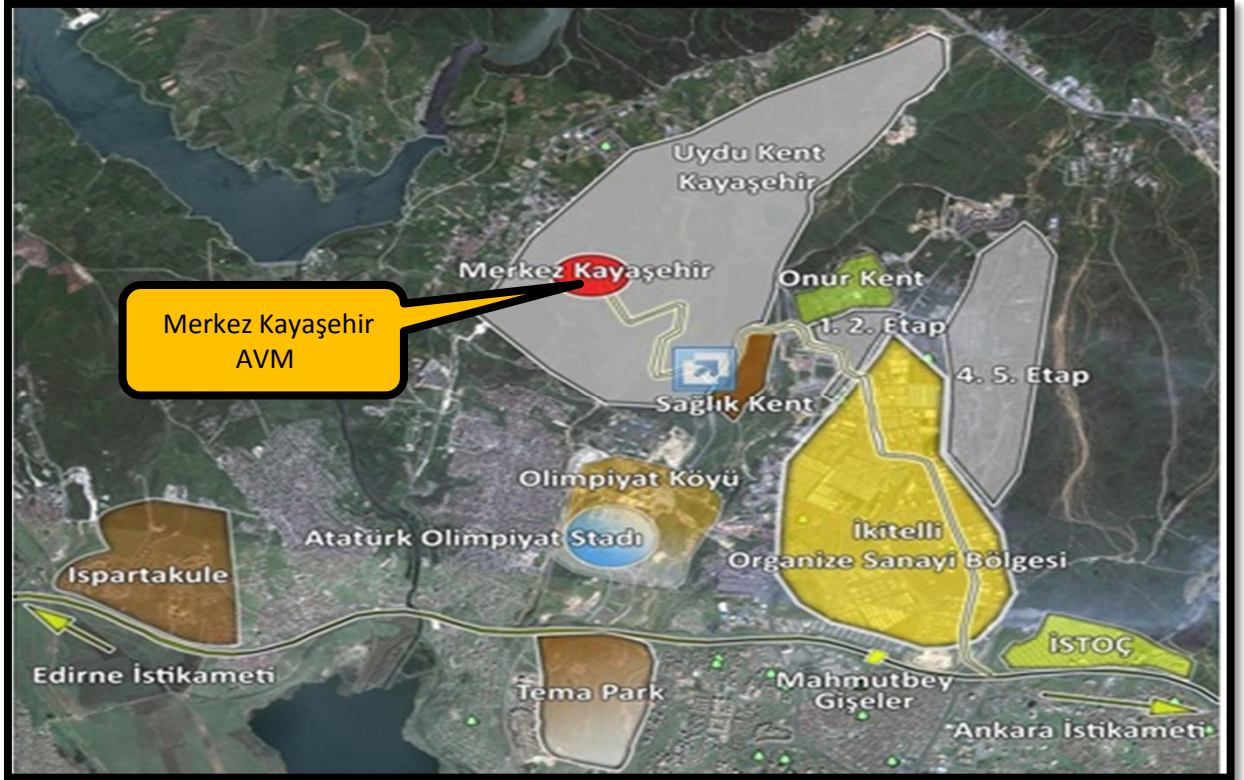 Uydu Kent
Kayaşehir
Merkez Kayaşehir
Onur Kent
Merkez Kayaşehir
AVM
1. 2. Etap
4. 5. Etap
Sağlık Kent
Olimpiyat Köyü
Atatürk Olimpiyat Stadı
İkitelli
Organize Sanayi Bölgesi
Ispartakule
İSTOÇ
Edirne İstikameti
Tema Park
Mahmutbey
Gişeler
Ankara İstikameti